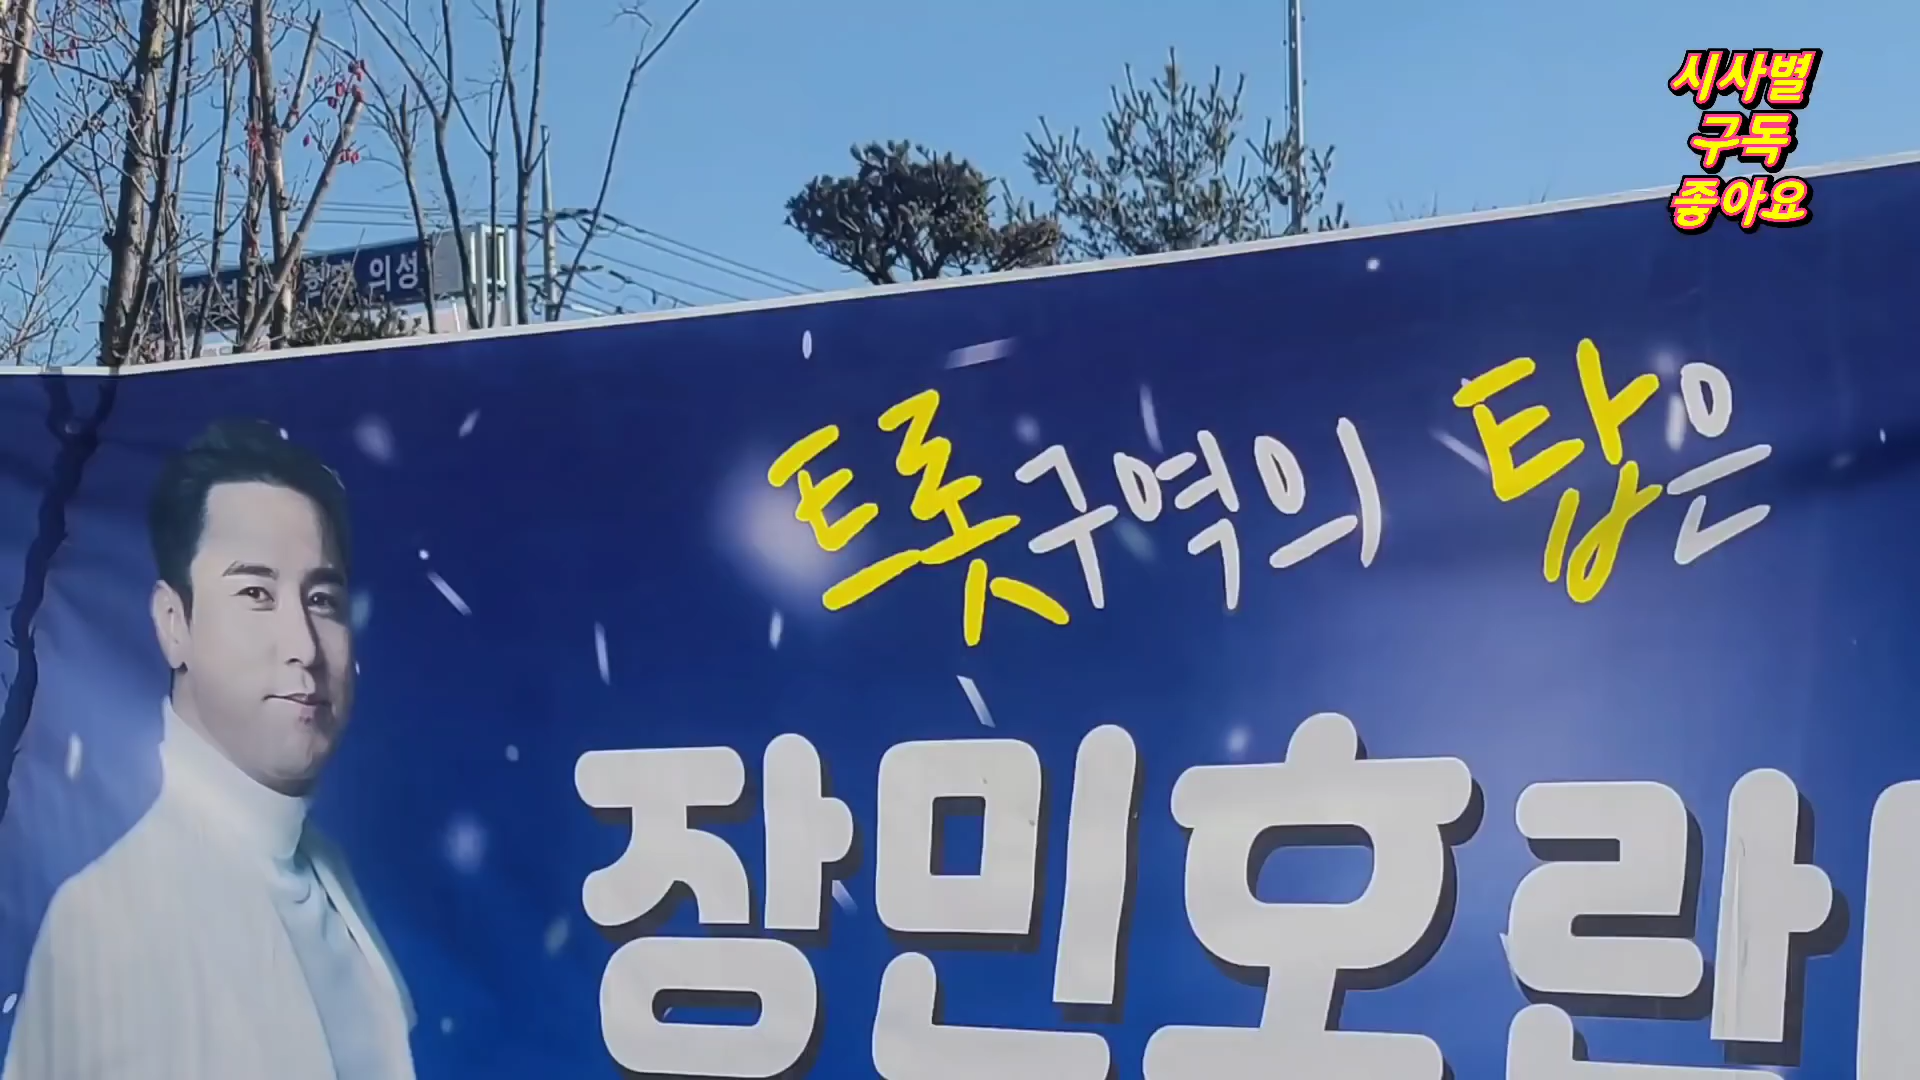 시사별
구독
좋아요
의성
트롯구역의 탑은
장민호란